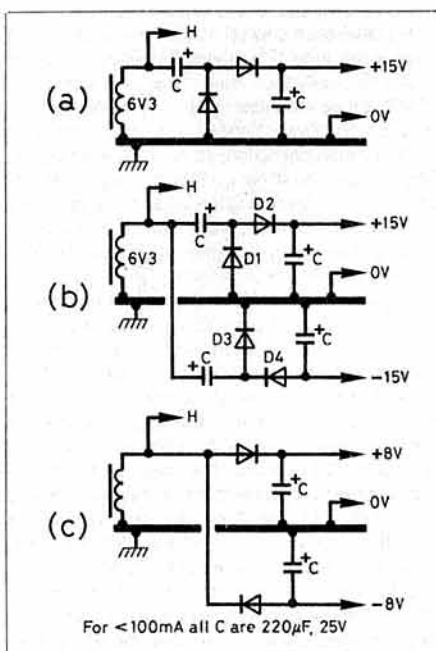 H
+
C
+15V
(a)
6V3
+C
0V
H
D2
+
C
+15V
(b)
6V3
D1
+C
0V
D3
+C
+
C
D4
-15V
H
+8V
+C
0V
(c)
+C
-8V
For <100mA all C are 220µF, 25V